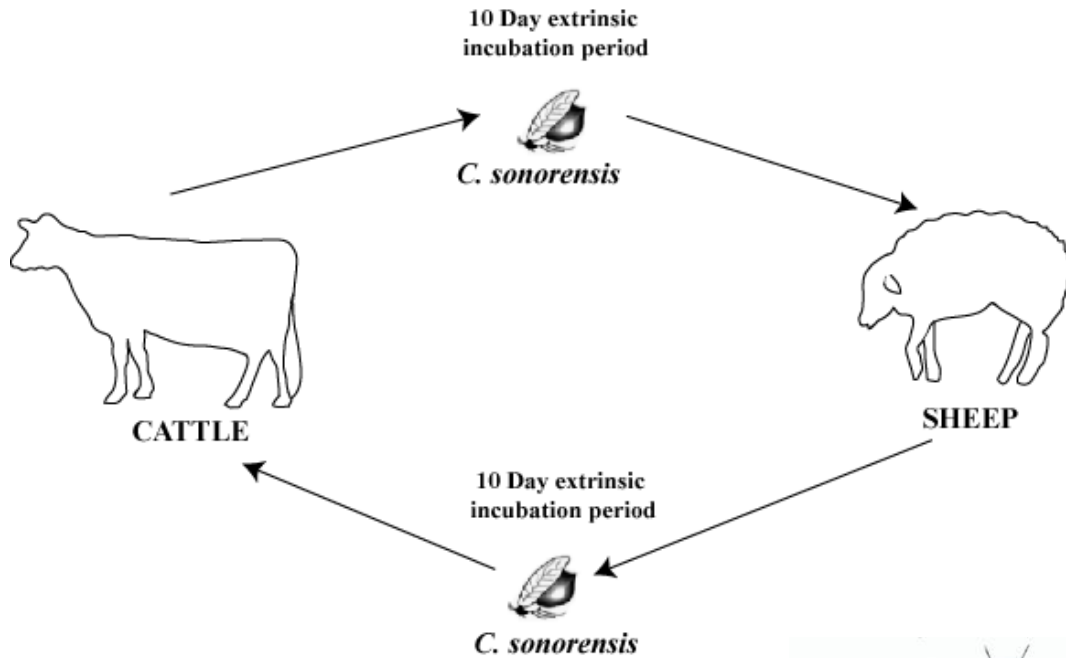 10 Day extrinsic
incubation period
C. sonorensis
CATTLE
SHEEP
10 Day extrinsic
incubation period
C. sonorensis